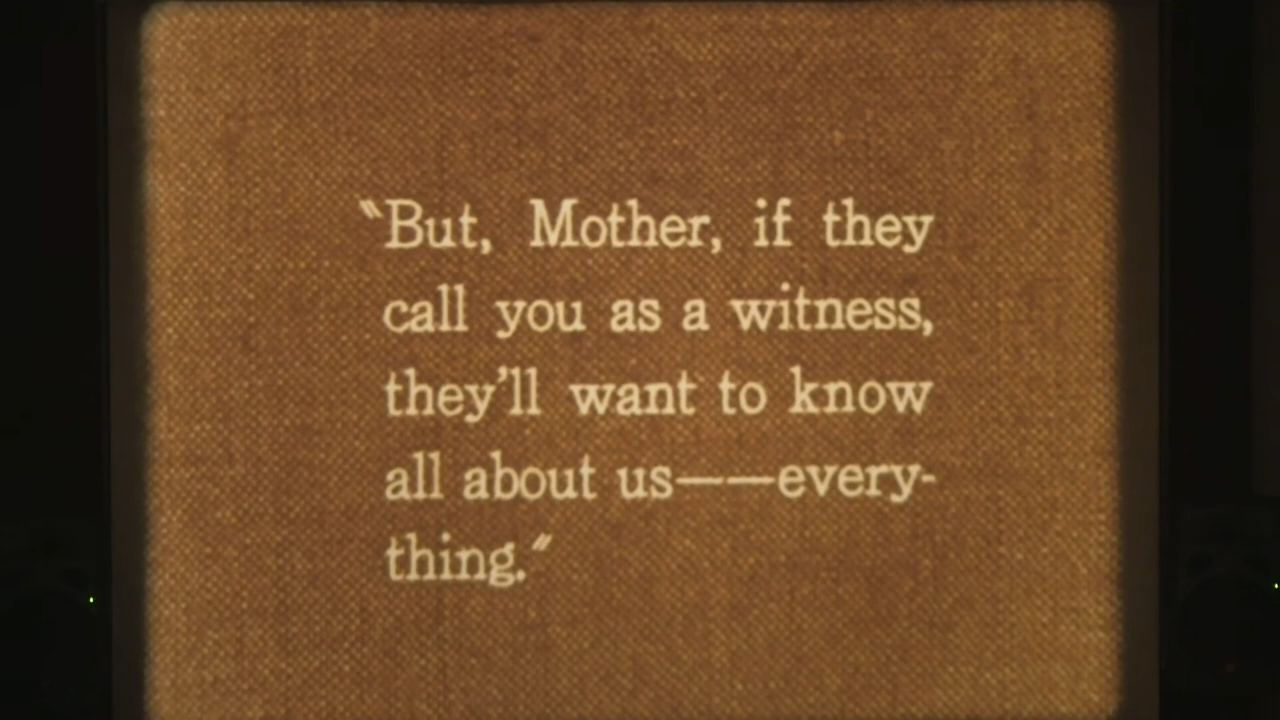 "But, Mother, if they
call you as a witness,
they'll want to know
all about us——every-
thing."